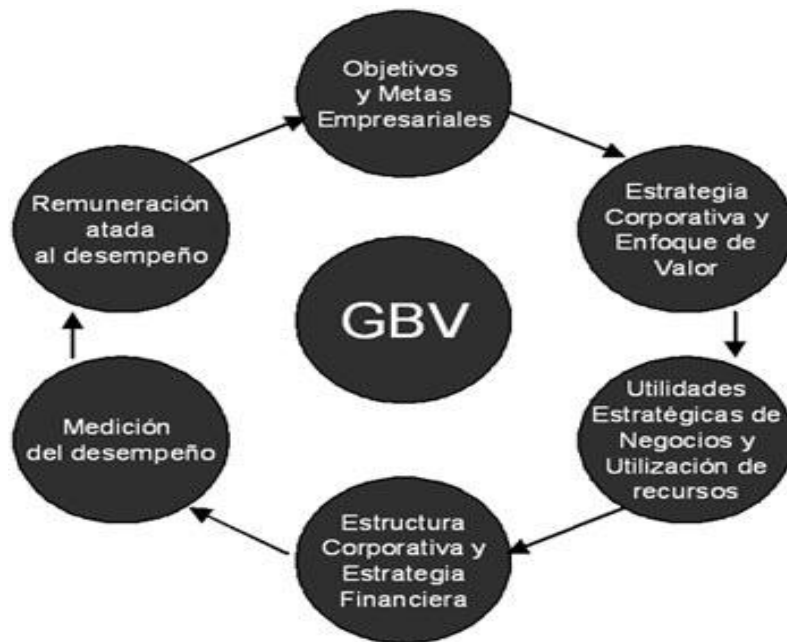 Objetivos
y Metas
Empresariales
Estrategia
Corporativa y
Enfoque de
Valor
Utilidades
Estratégicas de
Negocios y
Utilización de
recursos
Estructura
Corporativa y
Estrategia
Financiera
Medición
del desempeño
Remuneración
atada
al desempeño
GBV